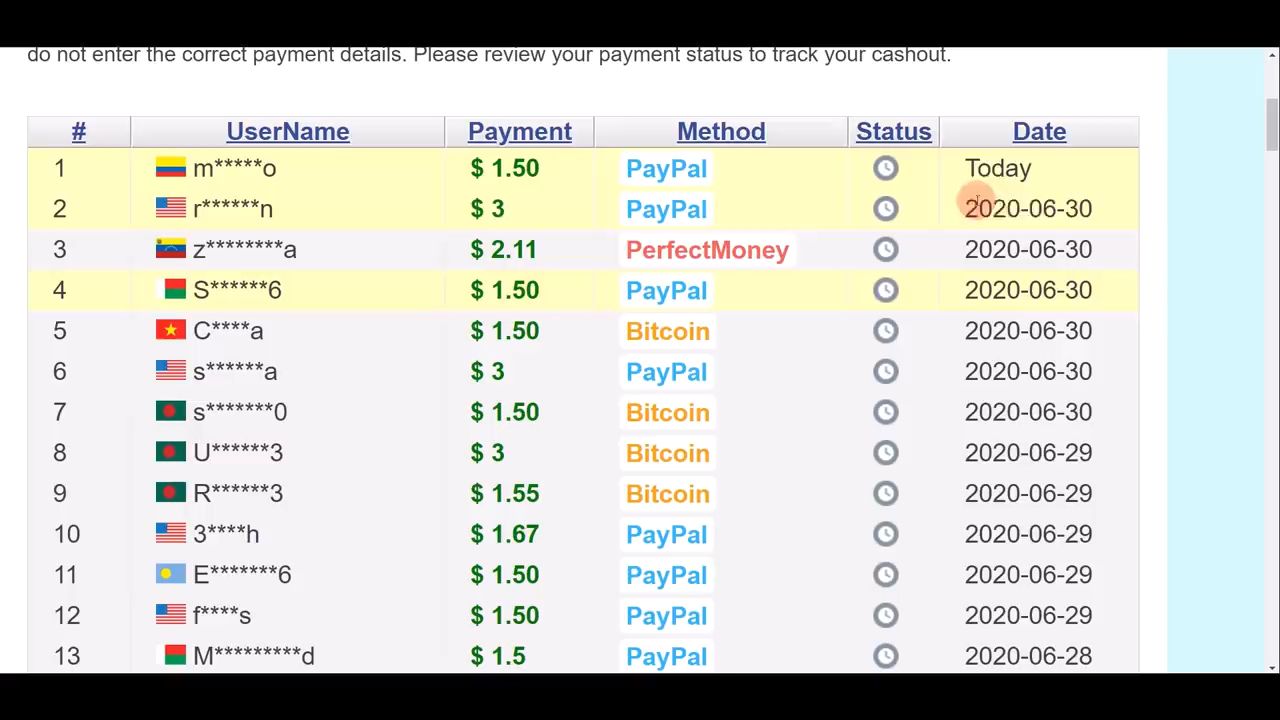 do not enter the correct payment details. Please review your payment status to track your cashout.
# UserName Payment Method Status Date
1 m*****o $ 1.50 PayPal Today
2 r******n $ 3 PayPal 2020-06-30
3 z********a $ 2.11 PerfectMoney 2020-06-30
4 S******6 $ 1.50 PayPal 2020-06-30
5 C****a $ 1.50 Bitcoin 2020-06-30
6 s******a $ 3 PayPal 2020-06-30
7 s*******0 $ 1.50 Bitcoin 2020-06-30
8 U******3 $ 3 Bitcoin 2020-06-29
9 R******3 $ 1.55 Bitcoin 2020-06-29
10 3****h $ 1.67 PayPal 2020-06-29
11 E*******6 $ 1.50 PayPal 2020-06-29
12 f****s $ 1.50 PayPal 2020-06-29
13 M*********d $ 1.5 PayPal 2020-06-28